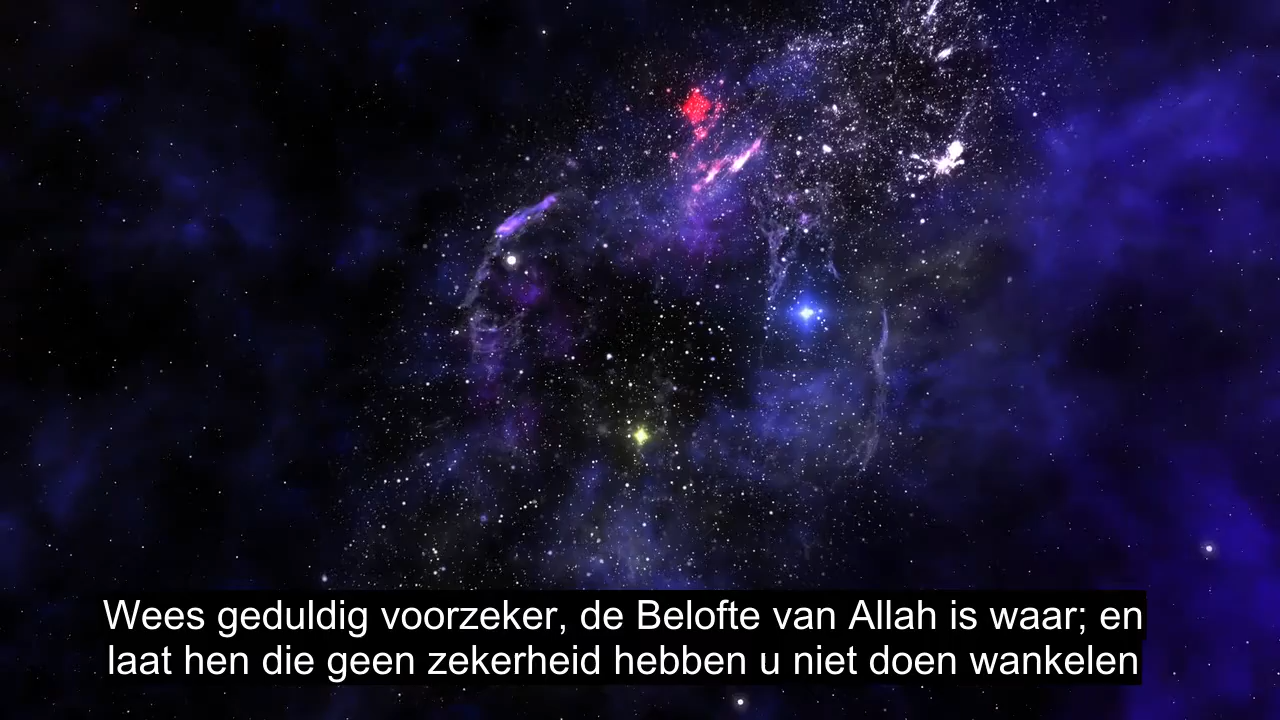 Wees geduldig voorzeker, de Belofte van Allah is waar; en
laat hen die geen zekerheid hebben u niet doen wankelen